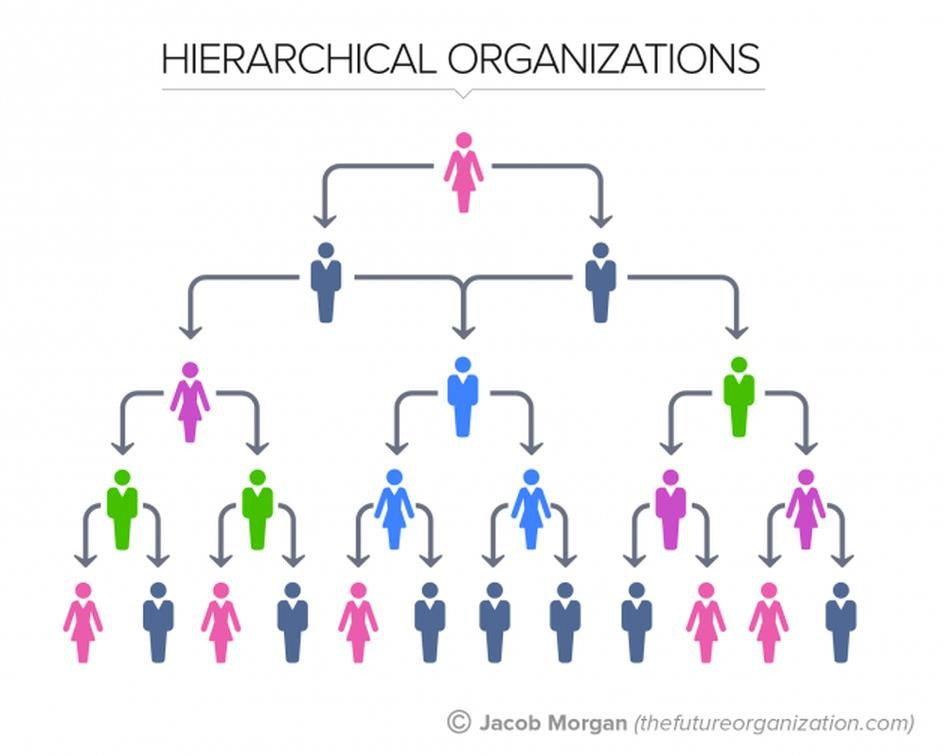 HIERARCHICAL ORGANIZATIONS
© Jacob Morgan (thefutureorganization.com)